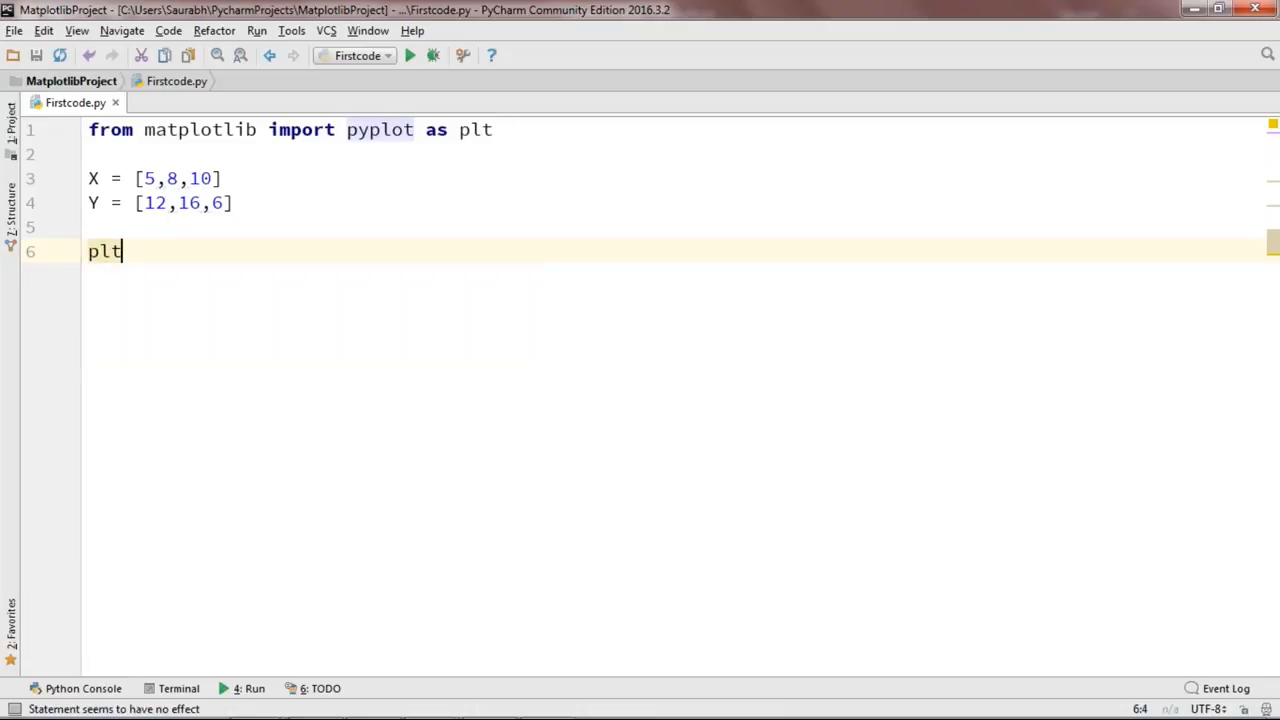 MatplotlibProject - [C:\Users\Saurabh\PycharmProjects\MatplotlibProject] - ...\Firstcode.py - PyCharm Community Edition 2016.3.2
File Edit View Navigate Code Refactor Run Tools VCS Window Help
Firstcode
MatplotlibProject Firstcode.py
Firstcode.py
1: Project
Z: Structure
2: Favorites
1 from matplotlib import pyplot as plt
2
3 X = [5,8,10]
4 Y = [12,16,6]
5
6 plt
Python Console Terminal 4: Run 6: TODO Event Log
Statement seems to have no effect 6:4 n/a UTF-8